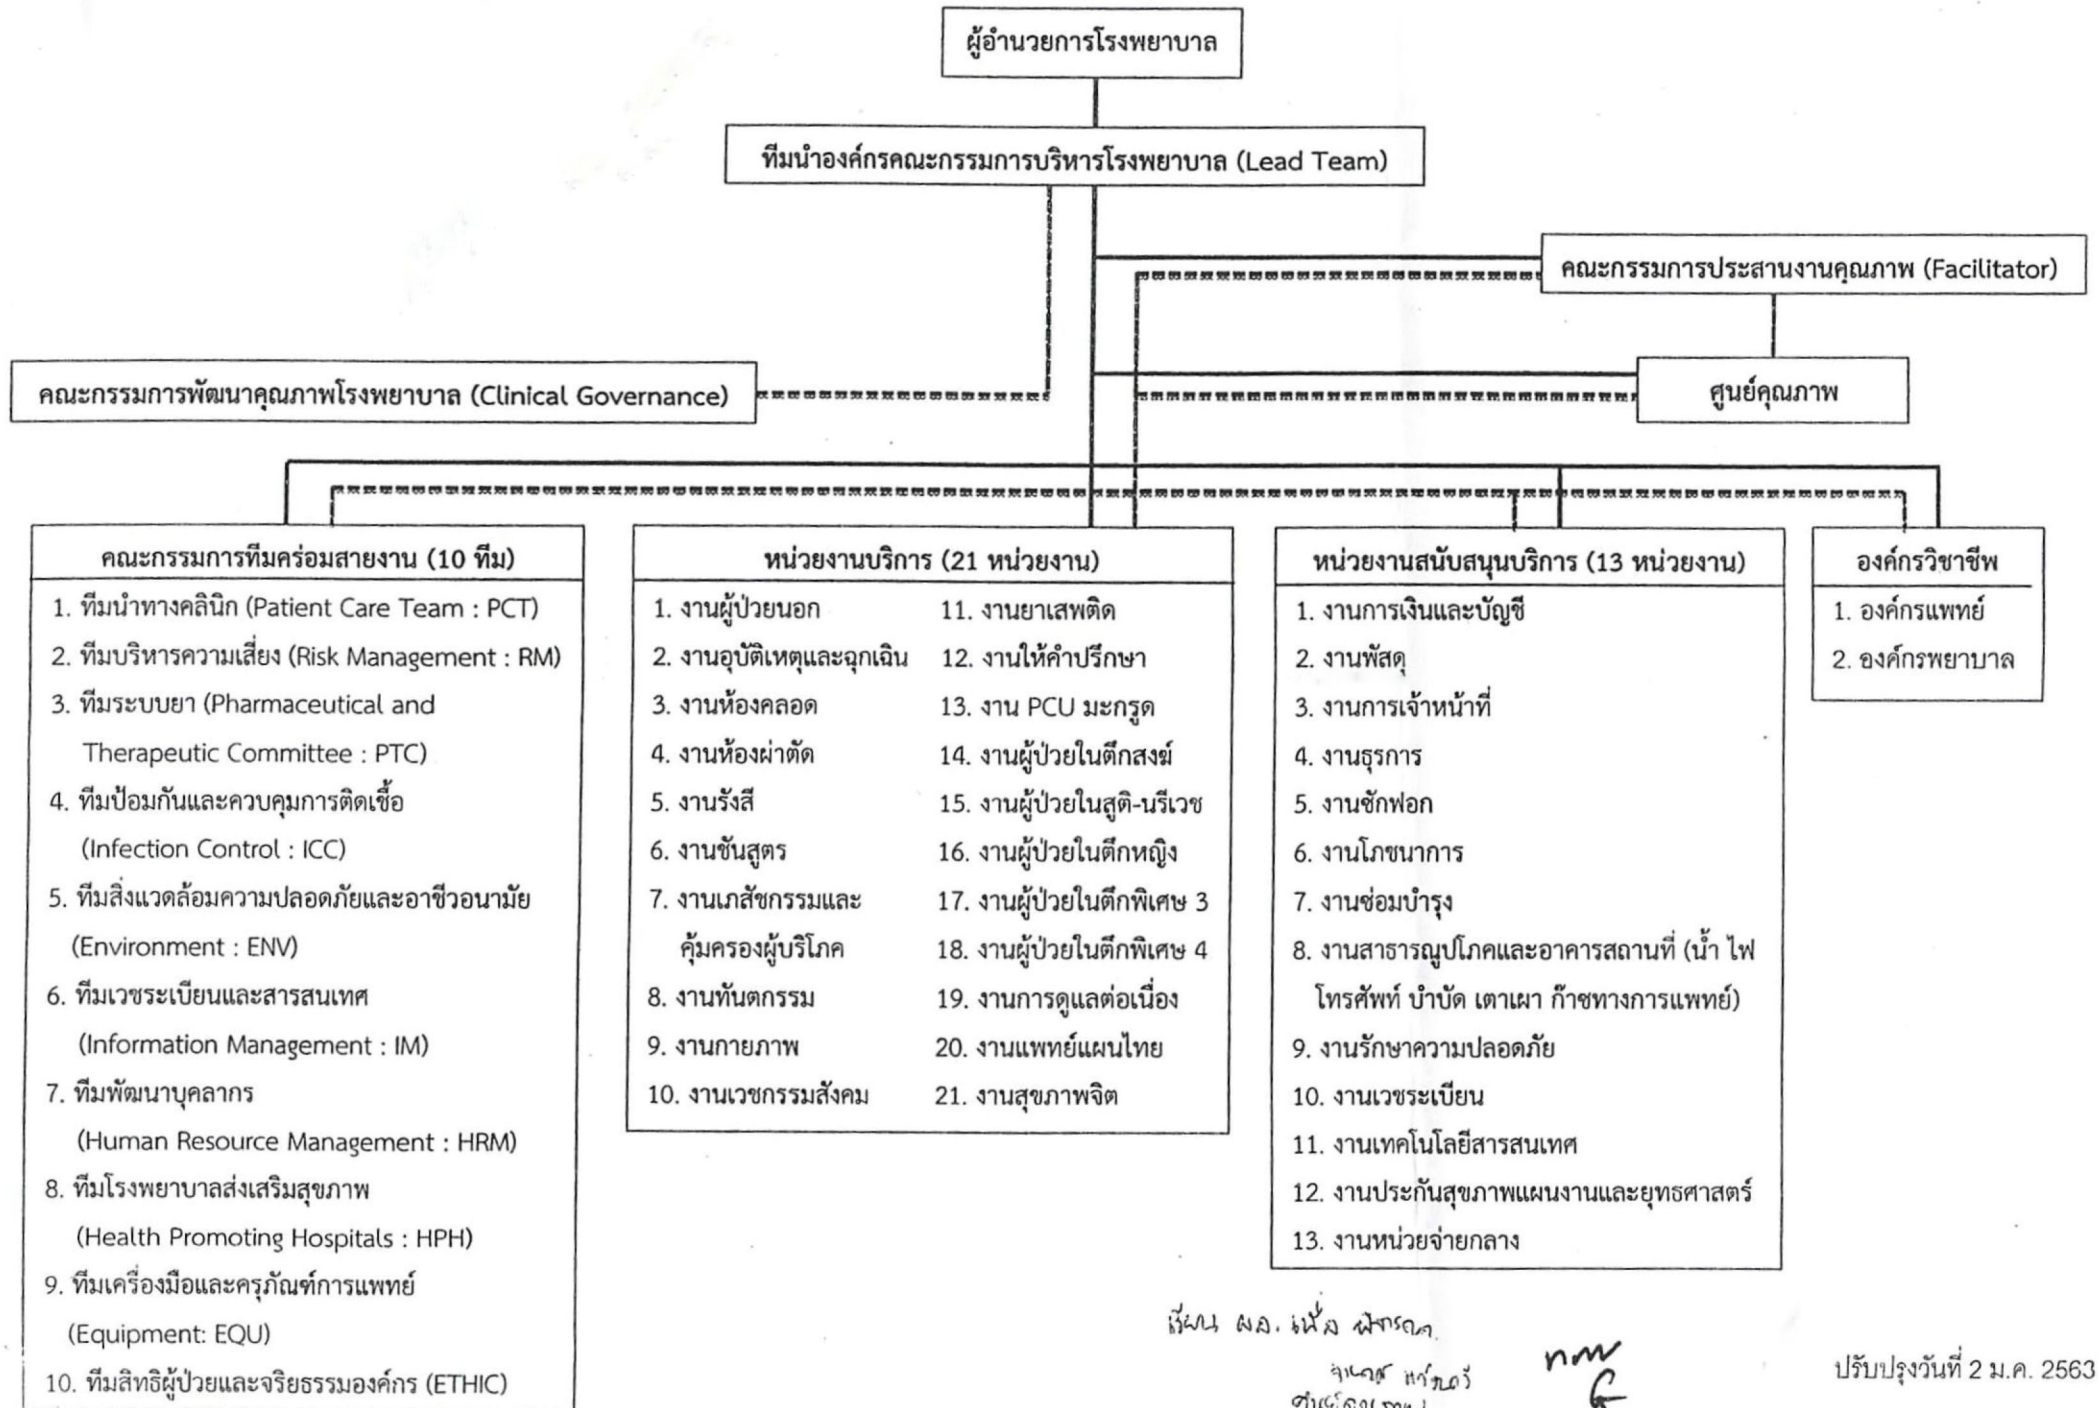 ผู้อำนวยการโรงพยาบาล
ทีมนำองค์กรคณะกรรมการบริหารโรงพยาบาล (Lead Team)
คณะกรรมการประสานงานคุณภาพ (Facilitator)
คณะกรรมการพัฒนาคุณภาพโรงพยาบาล (Clinical Governance)
ศูนย์คุณภาพ
คณะกรรมการทีมคร่อมสายงาน (10 ทีม)
1. ทีมนำทางคลินิก (Patient Care Team : PCT)
2. ทีมบริหารความเสี่ยง (Risk Management : RM)
3. ทีมระบบยา (Pharmaceutical and
Therapeutic Committee : PTC)
4. ทีมป้อมกันและควบคุมการติดเชื้อ
(Infection Control : ICC)
5. ทีมสิ่งแวดล้อมความปลอดภัยและอาชีวอนามัย
(Environment : ENV)
6. ทีมเวชระเบียนและสารสนเทศ
(Information Management : IM)
7. ทีมพัฒนาบุคลากร
(Human Resource Management : HRM)
8. ทีมโรงพยาบาลส่งเสริมสุขภาพ
(Health Promoting Hospitals : HPH)
9. ทีมเครื่องมือและครุภัณฑ์การแพทย์
(Equipment: EQU)
10. ทีมสิทธิผู้ป่วยและจริยธรรมองค์กร (ETHIC)
หน่วยงานบริการ (21 หน่วยงาน)
1. งานผู้ป่วยนอก
2. งานอุบัติเหตุและฉุกเฉิน
3. งานห้องคลอด
4. งานห้องผ่าตัด
5. งานรังสี
6. งานชันสูตร
7. งานเภสัชกรรมและ
คุ้มครองผู้บริโภค
8. งานทันตกรรม
9. งานกายภาพ
10. งานเวชกรรมสังคม
11. งานยาเสพติด
12. งานให้คำปรึกษา
13. งาน PCU มะกรูด
14. งานผู้ป่วยในตึกสงฆ์
15. งานผู้ป่วยในสูติ-นรีเวช
16. งานผู้ป่วยในตึกหญิง
17. งานผู้ป่วยในตึกพิเศษ 3
18. งานผู้ป่วยในตึกพิเศษ 4
19. งานการดูแลต่อเนื่อง
20. งานแพทย์แผนไทย
21. งานสุขภาพจิต
หน่วยงานสนับสนุนบริการ (13 หน่วยงาน)
1. งานการเงินและบัญชี
2. งานพัสดุ
3. งานการเจ้าหน้าที่
4. งานธุรการ
5. งานซักฟอก
6. งานโภชนาการ
7. งานซ่อมบำรุง
8. งานสาธารณูปโภคและอาคารสถานที่ (น้ำ ไฟ
โทรศัพท์ บำบัด เตาเผา ก๊าซทางการแพทย์)
9. งานรักษาความปลอดภัย
10. งานเวชระเบียน
11. งานเทคโนโลยีสารสนเทศ
12. งานประกันสุขภาพแผนงานและยุทธศาสตร์
13. งานหน่วยจ่ายกลาง
องค์กรวิชาชีพ
1. องค์กรแพทย์
2. องค์กรพยาบาล
เรียน ผอ.
ปรับปรุงวันที่ 2 ม.ค. 2563